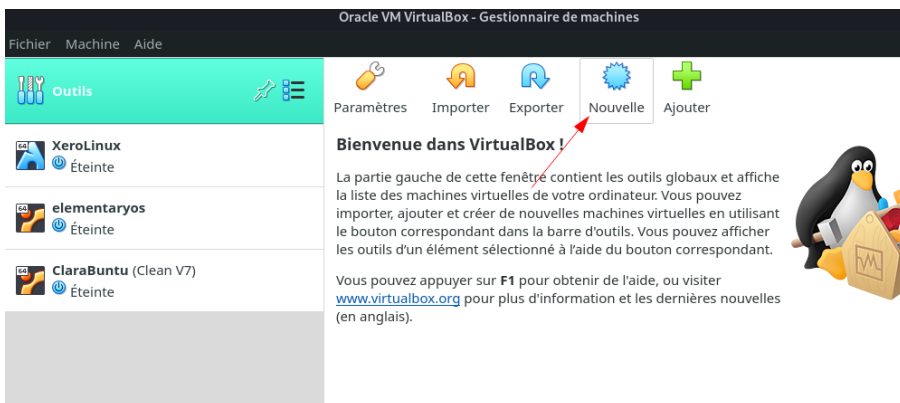 Oracle VM VirtualBox - Gestionnaire de machines
Fichier Machine Aide
Outils
Paramètres Importer Exporter Nouvelle Ajouter
64 XeroLinux
Éteinte
64 elementaryos
Éteinte
64 ClaraBuntu (Clean V7)
Éteinte
Bienvenue dans VirtualBox !
La partie gauche de cette fenêtre contient les outils globaux et affiche
la liste des machines virtuelles de votre ordinateur. Vous pouvez
importer, ajouter et créer de nouvelles machines virtuelles en utilisant
le bouton correspondant dans la barre d'outils. Vous pouvez afficher
les outils d’un élément sélectionné à l’aide du bouton correspondant.
Vous pouvez appuyer sur F1 pour obtenir de l'aide, ou visiter
www.virtualbox.org pour plus d'information et les dernières nouvelles
(en anglais).